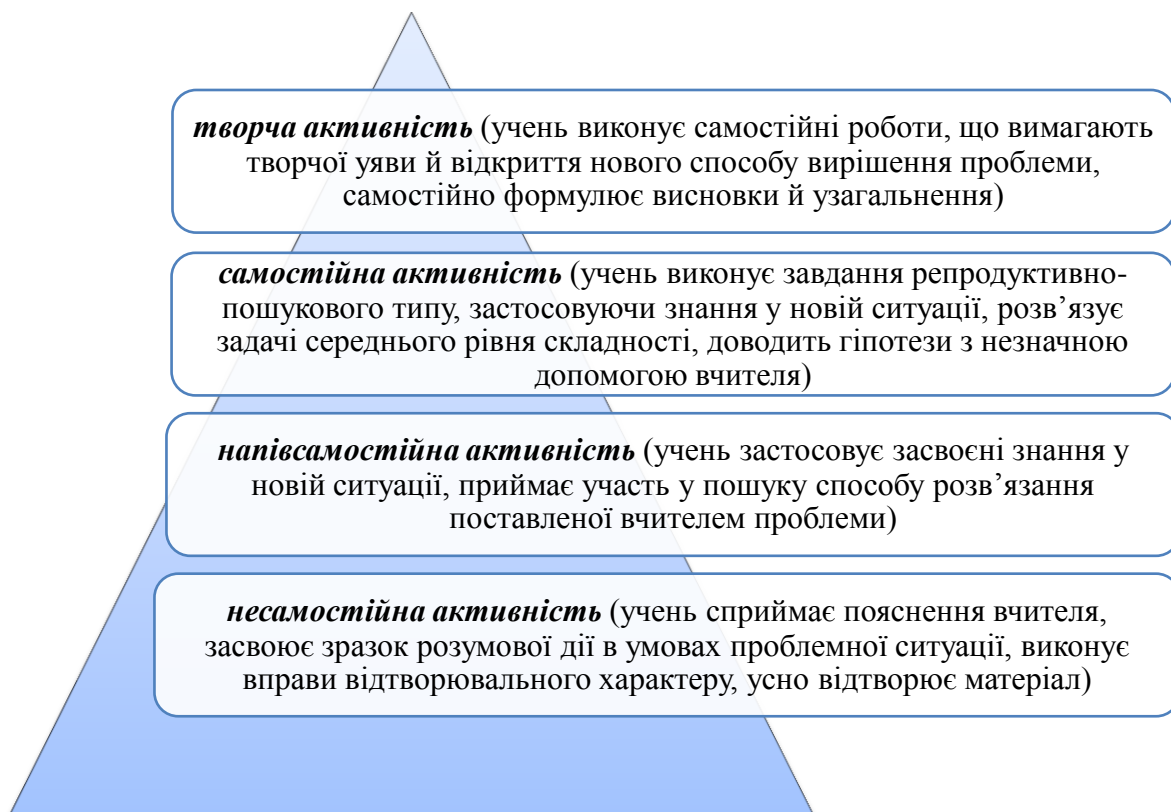 творча активність (учень виконує самостійні роботи, що вимагають
творчої уяви й відкриття нового способу вирішення проблеми,
самостійно формулює висновки й узагальнення)
самостійна активність (учень виконує завдання репродуктивно-
пошукового типу, застосовуючи знання у новій ситуації, розв’язує
задачі середнього рівня складності, доводить гіпотези з незначною
допомогою вчителя)
напівсамостійна активність (учень застосовує засвоєні знання у
новій ситуації, приймає участь у пошуку способу розв’язання
поставленої вчителем проблеми)
несамостійна активність (учень сприймає пояснення вчителя,
засвоює зразок розумової дії в умовах проблемної ситуації, виконує
вправи відтворювального характеру, усно відтворює матеріал)